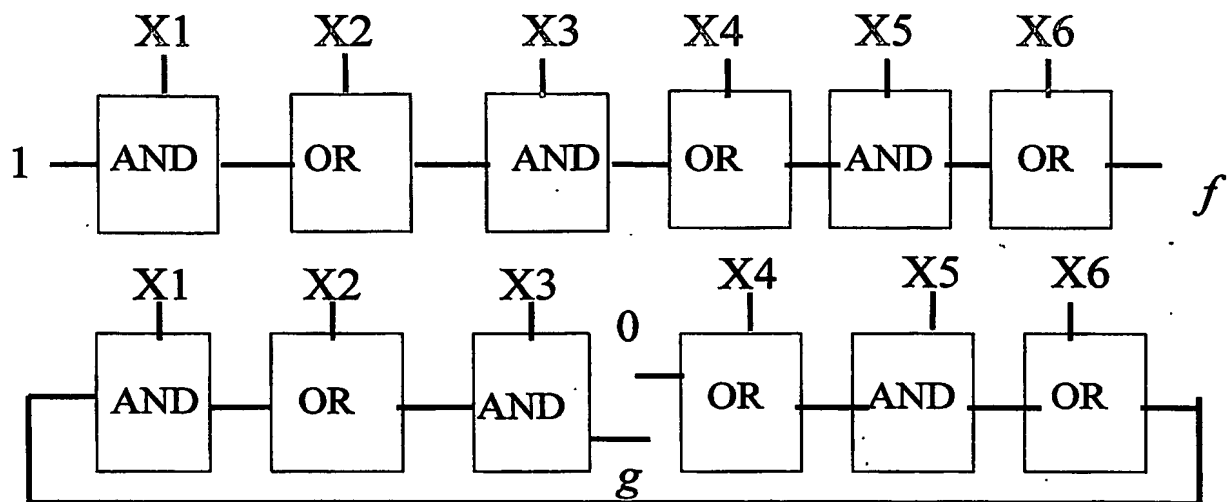 X1 X2 X3 X4 X5 X6
1 AND OR AND OR AND OR
f
X1 X2 X3 X4 X5 X6
0
AND OR AND OR AND OR
g